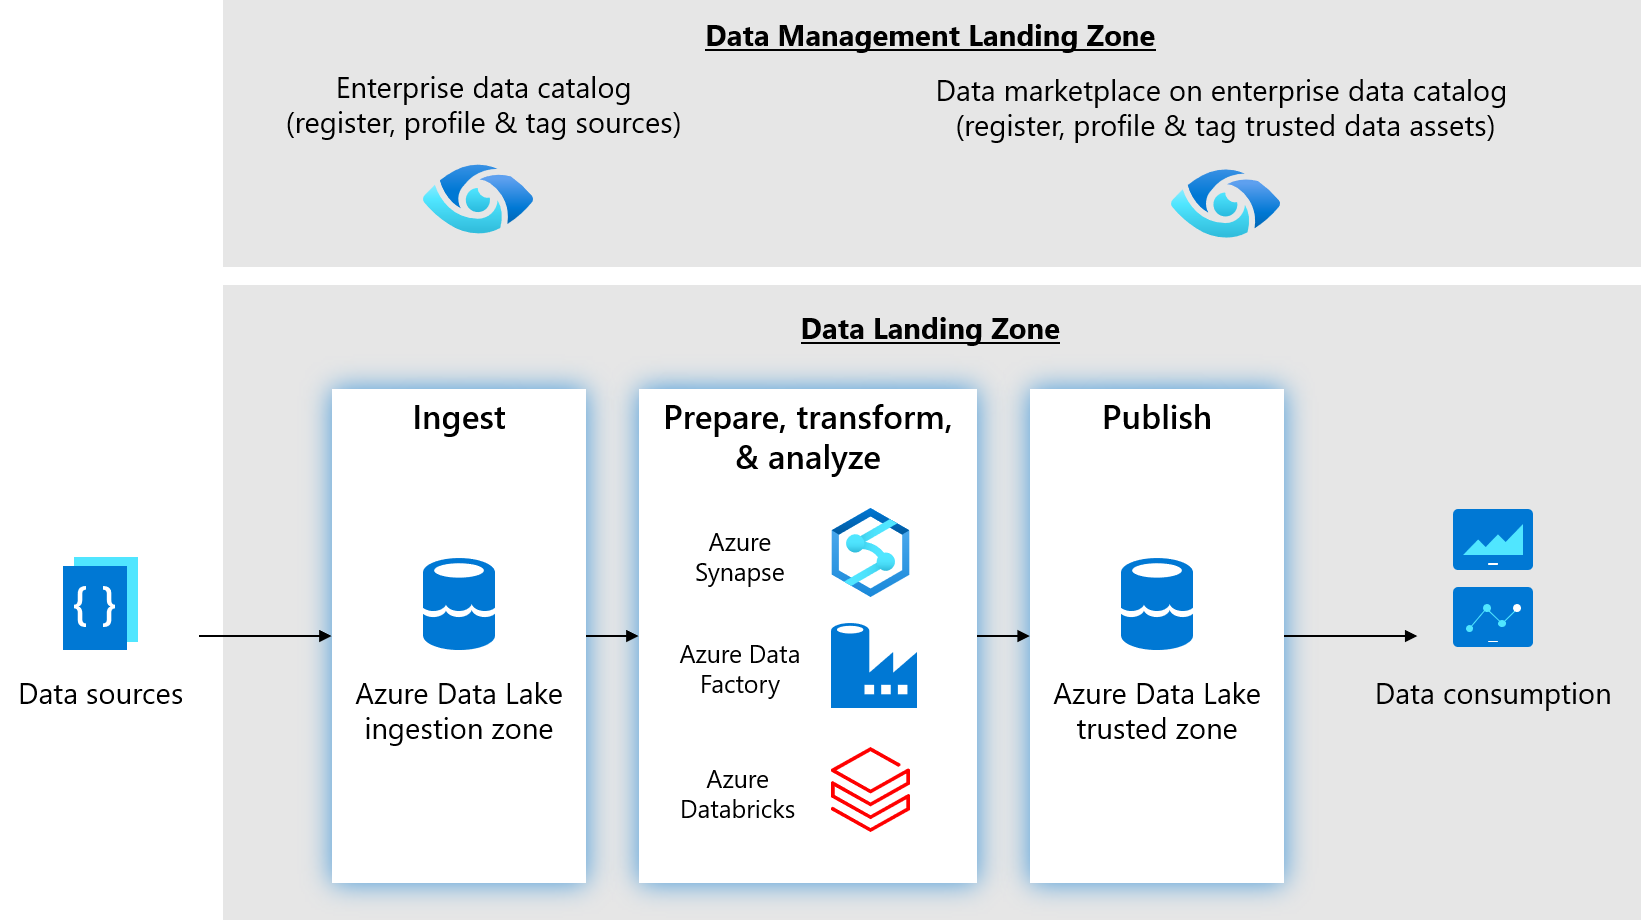 Data Management Landing Zone
Enterprise data catalog
(register, profile & tag sources)
Data marketplace on enterprise data catalog
(register, profile & tag trusted data assets)
Data Landing Zone
Ingest
Prepare, transform,
& analyze
Publish
Azure
Synapse
Azure Data
Factory
Azure
Databricks
{ }
Data sources
Azure Data Lake
ingestion zone
Azure Data Lake
trusted zone
Data consumption